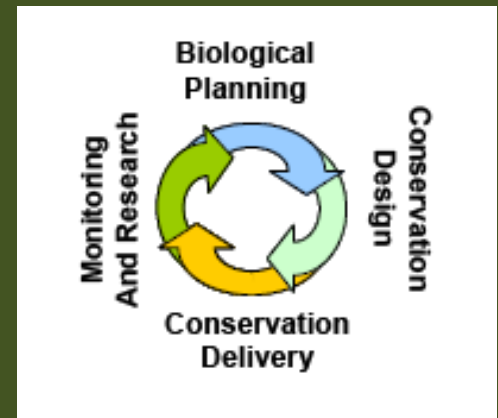 Biological
Planning
Conservation
Design
Conservation
Delivery
Monitoring
And Research